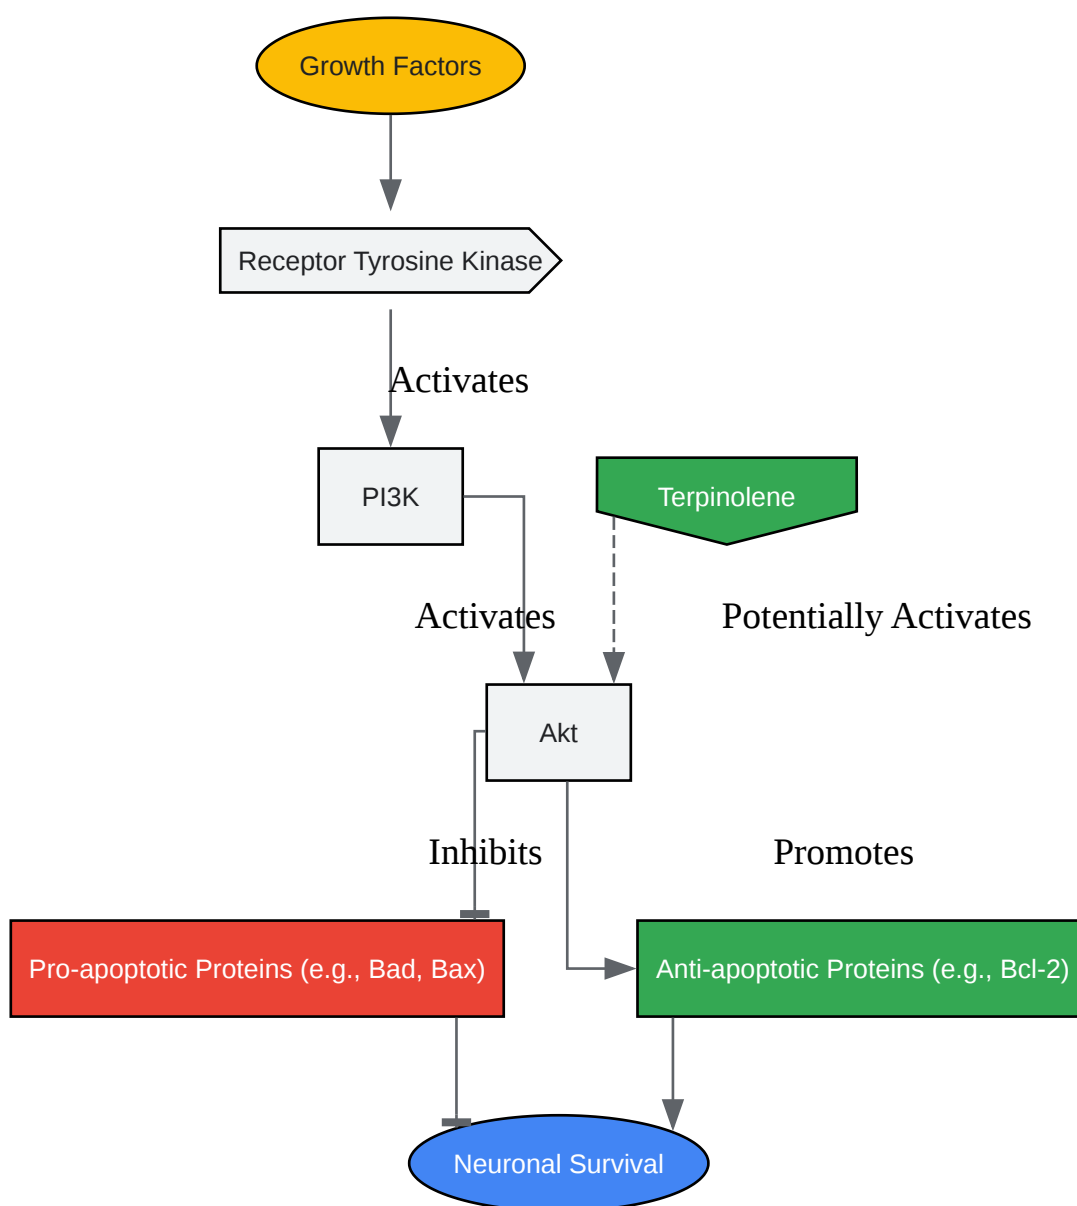 Growth Factors
Receptor Tyrosine Kinase
Activates
PI3K
Terpinolene
Activates
Potentially Activates
Akt
Inhibits
Promotes
Pro-apoptotic Proteins (e.g., Bad, Bax)
Anti-apoptotic Proteins (e.g., Bcl-2)
Neuronal Survival